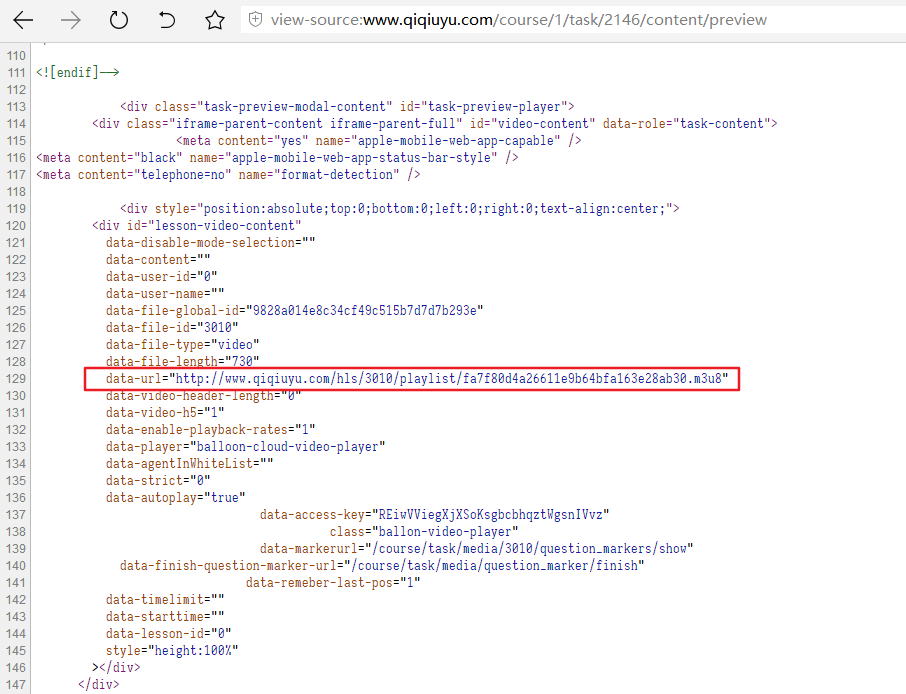 view-source:www.qiqiuyu.com/course/1/task/2146/content/preview
110
111 <![endif]-->
112
113 <div class="task-preview-modal-content" id="task-preview-player">
114 <div class="iframe-parent-content iframe-parent-full" id="video-content" data-role="task-content">
115 <meta content="yes" name="apple-mobile-web-app-capable" />
116 <meta content="black" name="apple-mobile-web-app-status-bar-style" />
117 <meta content="telephone=no" name="format-detection" />
118
119 <div style="position:absolute;top:0;bottom:0;left:0;right:0;text-align:center;">
120 <div id="lesson-video-content"
121 data-disable-mode-selection=""
122 data-content=""
123 data-user-id="0"
124 data-user-name=""
125 data-file-global-id="9828a014e8c34cf49c515b7d7d7b293e"
126 data-file-id="3010"
127 data-file-type="video"
128 data-file-length="730"
129 data-url="http://www.qiqiuyu.com/hls/3010/playlist/fa7f80d4a26611e9b64bfa163e28ab30.m3u8"
130 data-video-header-length="0"
131 data-video-h5="1"
132 data-enable-playback-rates="1"
133 data-player="balloon-cloud-video-player"
134 data-agentInWhiteList=""
135 data-strict="0"
136 data-autoplay="true"
137 data-access-key="REiwVViegXjXSoKsgbcbhqztWgsnIVvz"
138 class="ballon-video-player"
139 data-markerurl="/course/task/media/3010/question_markers/show"
140 data-finish-question-marker-url="/course/task/media/question_marker/finish"
141 data-remeber-last-pos="1"
142 data-timelimit=""
143 data-starttime=""
144 data-lesson-id="0"
145 style="height:100%"
146 ></div>
147 </div>